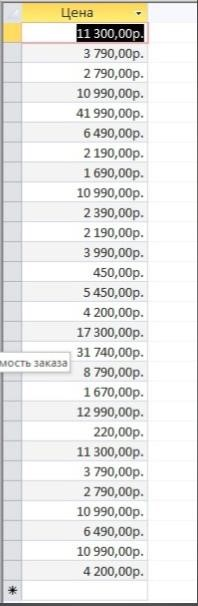 Цена
11 300,00р.
3 790,00р.
2 790,00р.
10 990,00р.
41 990,00р.
6 490,00р.
2 190,00р.
1 690,00р.
10 990,00р.
2 390,00р.
2 190,00р.
3 990,00р.
450,00р.
5 450,00р.
4 200,00р.
17 300,00р.
31 740,00р.
мость заказа
8 790,00р.
1 670,00р.
12 990,00р.
220,00р.
11 300,00р.
3 790,00р.
2 790,00р.
10 990,00р.
6 490,00р.
10 990,00р.
4 200,00р.